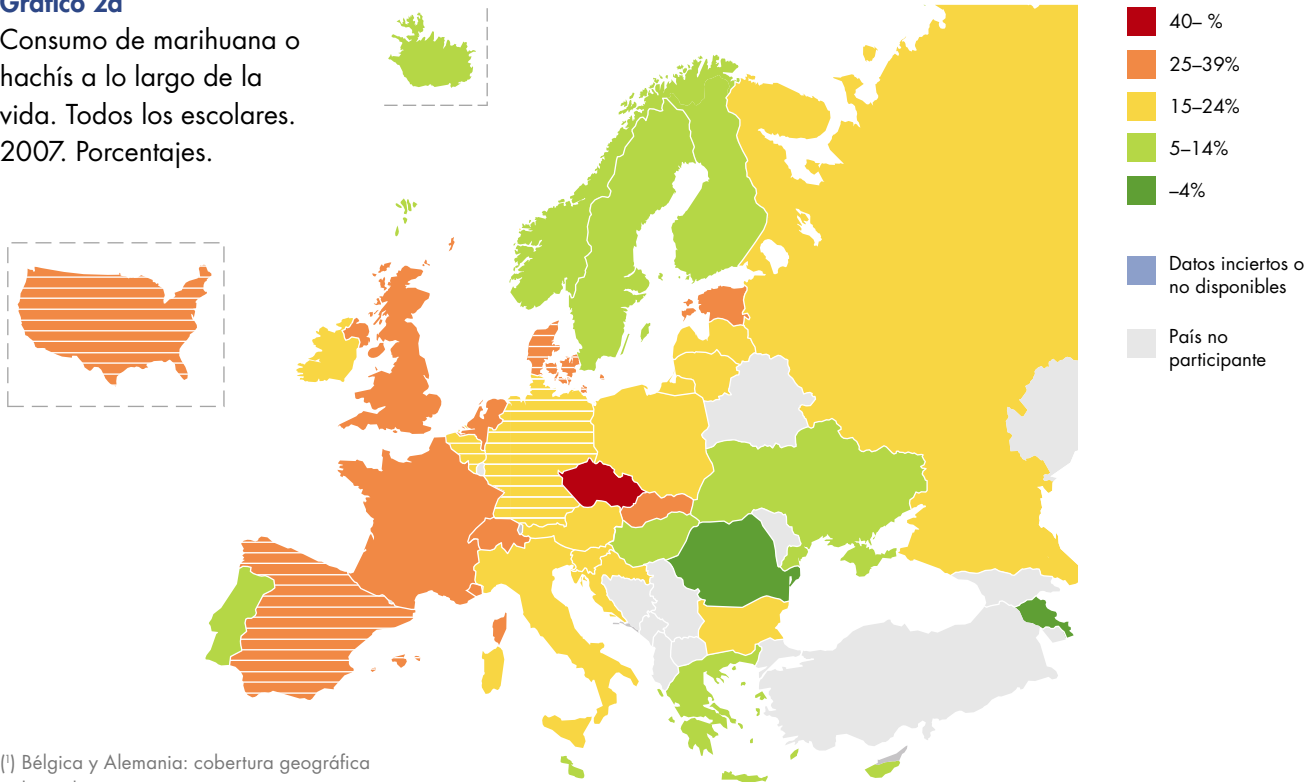 Gráfico 2a
Consumo de marihuana o
hachís a lo largo de la
vida. Todos los escolares.
2007. Porcentajes.
40– %
25–39%
15–24%
5–14%
–4%
Datos inciertos o
no disponibles
País no
participante
(¹) Bélgica y Alemania: cobertura geográfica